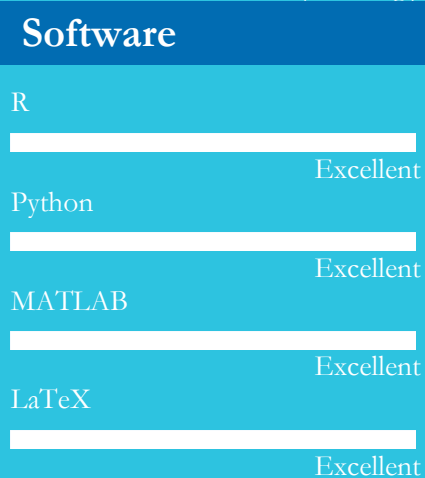 Software
R
Excellent
Python
Excellent
MATLAB
Excellent
LaTeX
Excellent